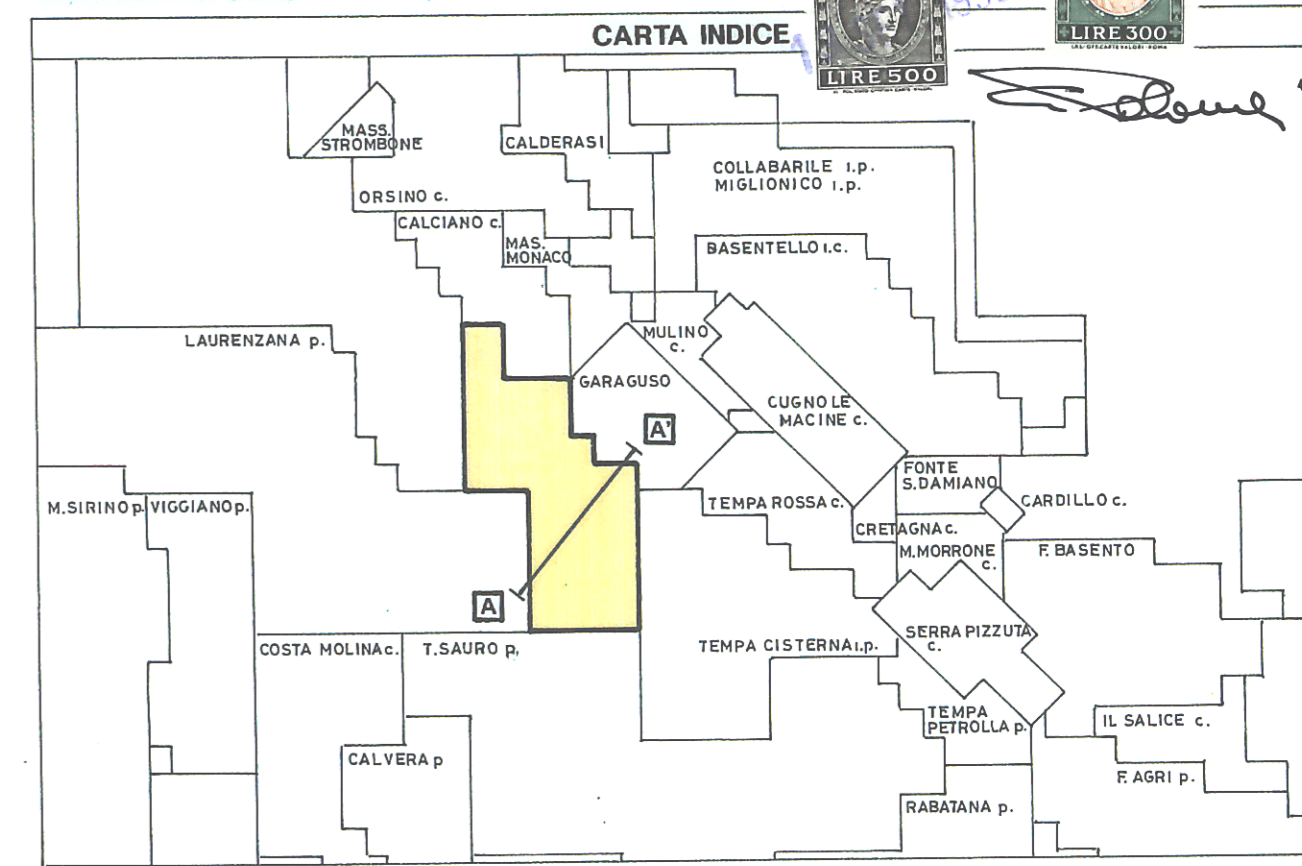 CARTA INDICE
LIRE 500
LIRE 300
MASS.
STROMBONE
CALDERASI
COLLABARILE I.P.
MIGLIONICO I.P.
ORSINO c.
CALCIANO c.
MAS.
MONACO
BASENTELLO I.C.
LAURENZANA p.
MULINO
c.
GARAGUSO
CUGNO LE
MACINE c.
A'
FONTE
S.DAMIANO
M.SIRINO p.
VIGGIANO p.
TEMPA ROSSA c.
CARDILLO c.
CRETAGNA c.
M.MORRONE
c.
F. BASENTO
A
SERRA PIZZUTA
c.
COSTA MOLINA c.
T.SAURO p.
TEMPA CISTERNA I.P.
TEMPA
PETROLLA p.
IL SALICE c.
CALVERA p
F. AGRI p.
RABATANA p.